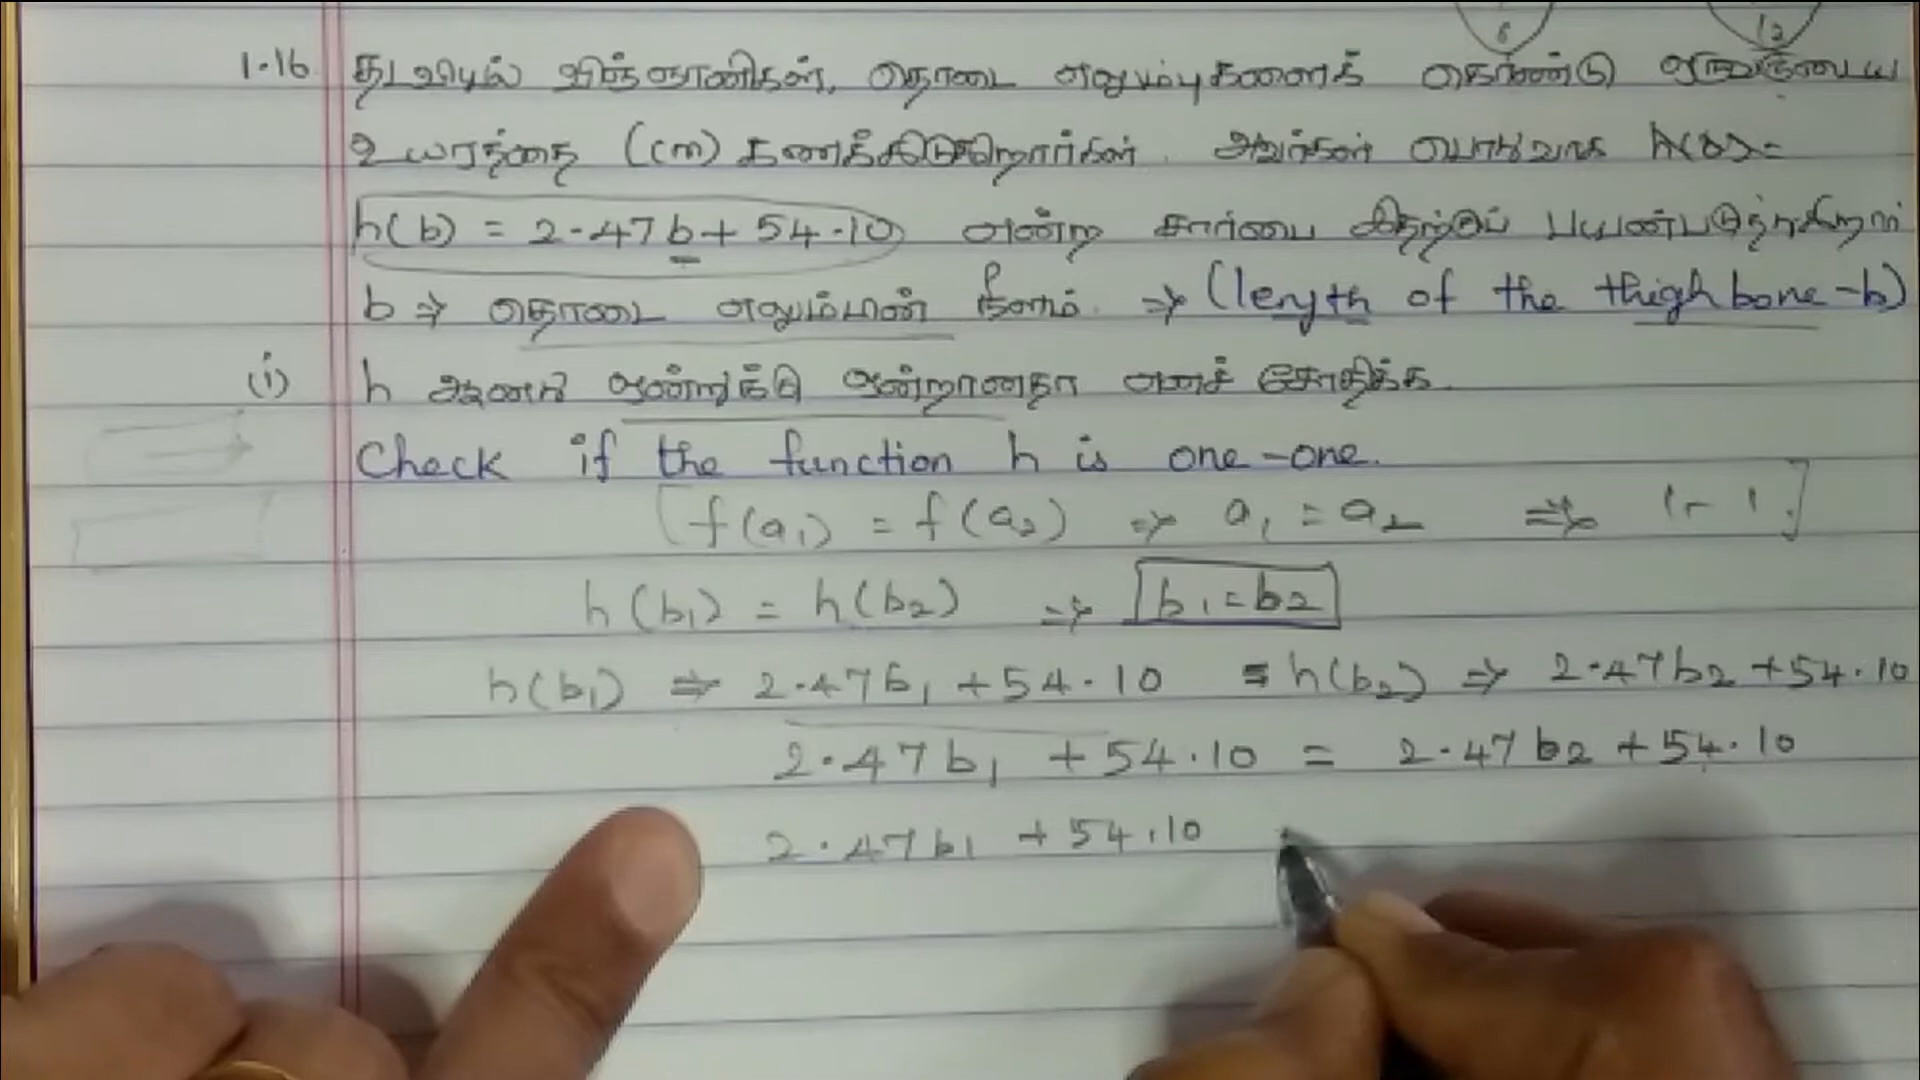 6 12
1.16 தடவியல் விஞ்ஞானிகள், தொடை எலும்புகளைக் கொண்டு ஒருவருடைய
உயரத்தை (cm) கணக்கிடுகிறார்கள். அவர்கள் பொதுவாக h(b)=
h(b) = 2.47b + 54.10 என்ற சார்பை இதற்குப் பயன்படுத்துகிறார்
b ⇒ தொடை எலும்பின் நீளம். ⇒ (length of the thigh bone - b)
(i) h ஆனது ஒன்றுக்கு ஒன்றானதா எனச் சோதிக்க.
Check if the function h is one-one.
[f(a₁) = f(a₂) ⇒ a₁ = a₂ ⇒ 1-1.]
h(b₁) = h(b₂) ⇒ b₁ = b₂
h(b₁) ⇒ 2.47b₁ + 54.10 = h(b₂) ⇒ 2.47b₂ + 54.10
2.47b₁ + 54.10 = 2.47b₂ + 54.10
2.47b₁ + 54.10